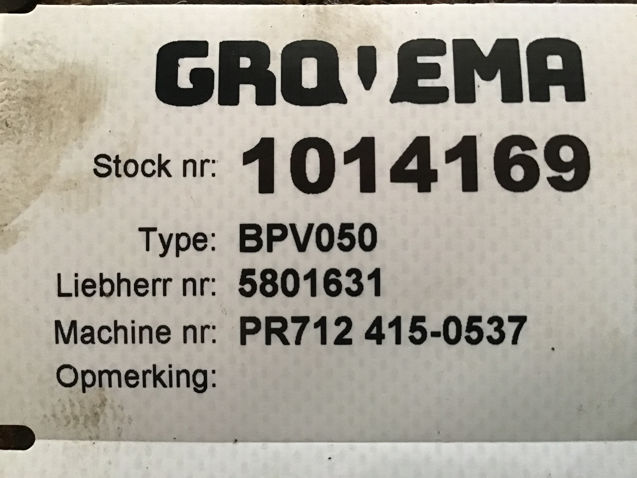 GROVEMA
Stock nr: 1014169
Type: BPV050
Liebherr nr: 5801631
Machine nr: PR712 415-0537
Opmerking: